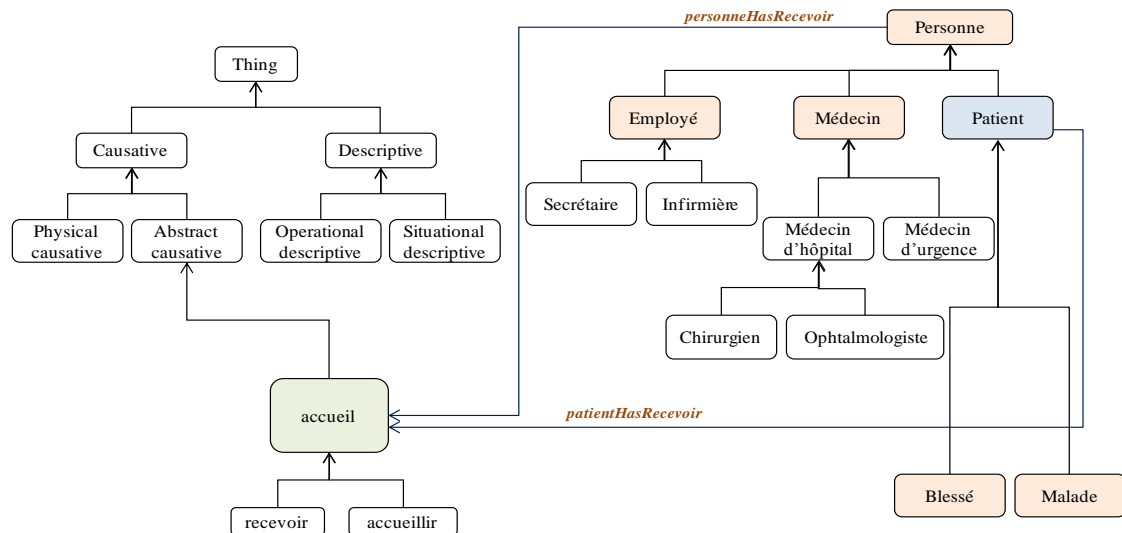 personneHasRecevoir
Personne
Thing
Employé
Médecin
Patient
Causative
Descriptive
Secrétaire
Infirmière
Physical
causative
Abstract
causative
Operational
descriptive
Situational
descriptive
Médecin
d'hôpital
Médecin
d'urgence
Chirurgien
Ophtalmologiste
accueil
patientHasRecevoir
Blessé
Malade
recevoir
accueillir